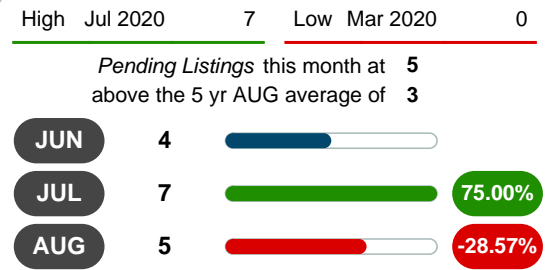 High Jul 2020 7 Low Mar 2020 0
Pending Listings this month at 5
above the 5 yr AUG average of 3
JUN 4
JUL 7 75.00%
AUG 5 -28.57%